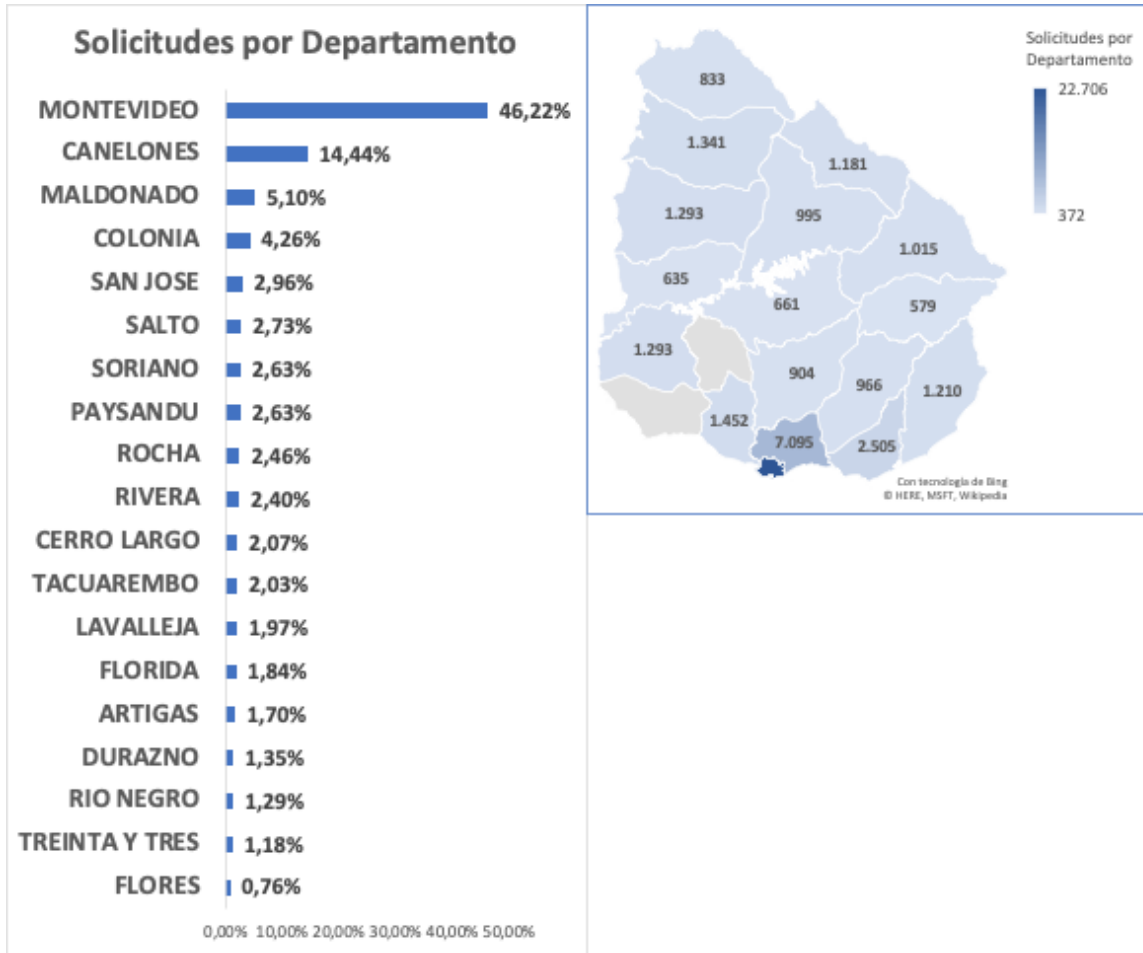 Solicitudes por Departamento
MONTEVIDEO 46,22%
CANELONES 14,44%
MALDONADO 5,10%
COLONIA 4,26%
SAN JOSE 2,96%
SALTO 2,73%
SORIANO 2,63%
PAYSANDU 2,63%
ROCHA 2,46%
RIVERA 2,40%
CERRO LARGO 2,07%
TACUAREMBO 2,03%
LAVALLEJA 1,97%
FLORIDA 1,84%
ARTIGAS 1,70%
DURAZNO 1,35%
RIO NEGRO 1,29%
TREINTA Y TRES 1,18%
FLORES 0,76%
0,00% 10,00% 20,00% 30,00% 40,00% 50,00%
Solicitudes por
Departamento
22.706
372
833
1.341
1.181
1.293
995
1.015
635
661
579
1.293
904
966
1.210
1.452
7.095
2.505
Con tecnología de Bing
© HERE, MSFT, Wikipedia